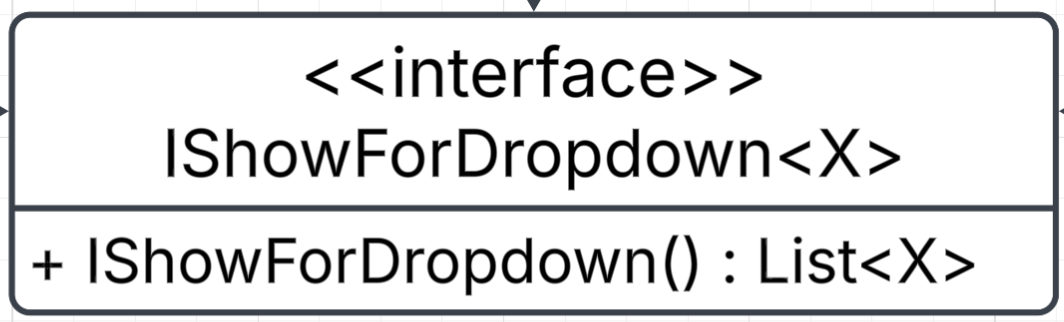 <<interface>>
IShowForDropdown<X>
+ IShowForDropdown() : List<X>